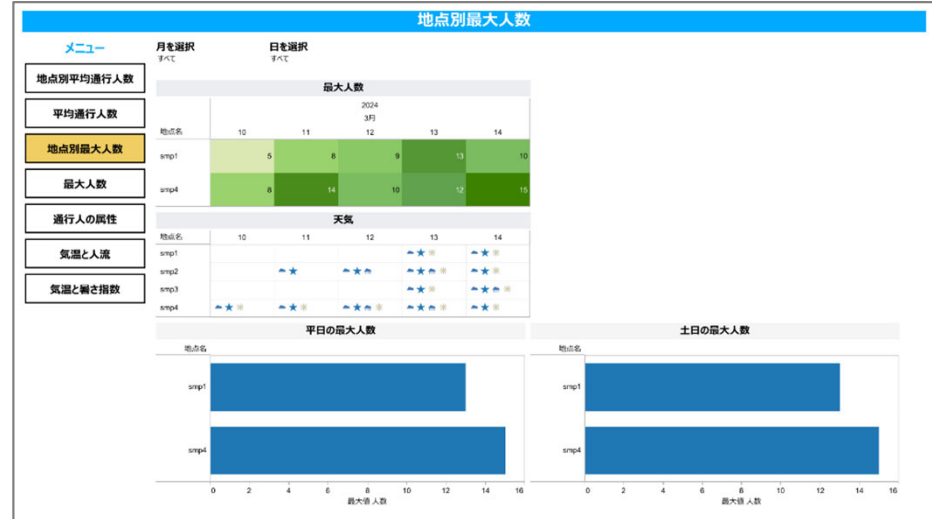 地点別最大人数
メニュー
地点別平均通行人数
平均通行人数
地点別最大人数
最大人数
通行人の属性
気温と人流
気温と暑さ指数
月を選択
すべて
日を選択
すべて
最大人数
2024
3月
地点名 10 11 12 13 14
smp1 5 8 9 13 10
smp4 8 14 10 12 15
天気
地点名 10 11 12 13 14
smp1
smp2
smp3
smp4
平日の最大人数
地点名
smp1
smp4
0 2 4 6 8 10 12 14 16
最大値 人数
土日の最大人数
地点名
smp1
smp4
0 2 4 6 8 10 12 14 16
最大値 人数